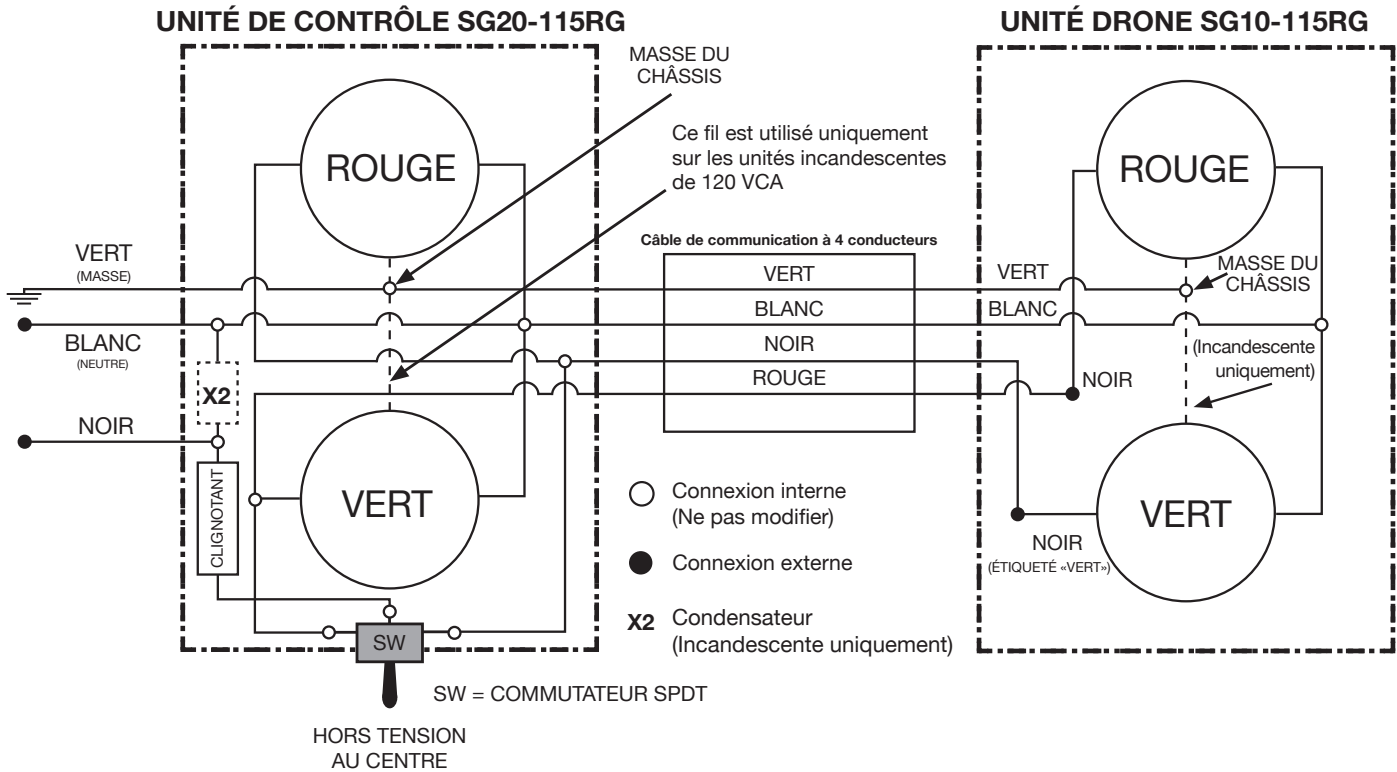 UNITÉ DE CONTRÔLE SG20-115RG
UNITÉ DRONE SG10-115RG
MASSE DU
CHÂSSIS
Ce fil est utilisé uniquement
sur les unités incandescentes
de 120 VCA
ROUGE
ROUGE
Câble de communication à 4 conducteurs
VERT
(MASSE)
VERT
VERT
MASSE DU
CHÂSSIS
BLANC
BLANC
BLANC
(NEUTRE)
NOIR
(Incandescente
uniquement)
X2
ROUGE
NOIR
NOIR
CLIGNOTANT
VERT
Connexion interne
(Ne pas modifier)
VERT
NOIR
(ÉTIQUETÉ «VERT»)
Connexion externe
X2 Condensateur
(Incandescente uniquement)
SW
SW = COMMUTATEUR SPDT
HORS TENSION
AU CENTRE